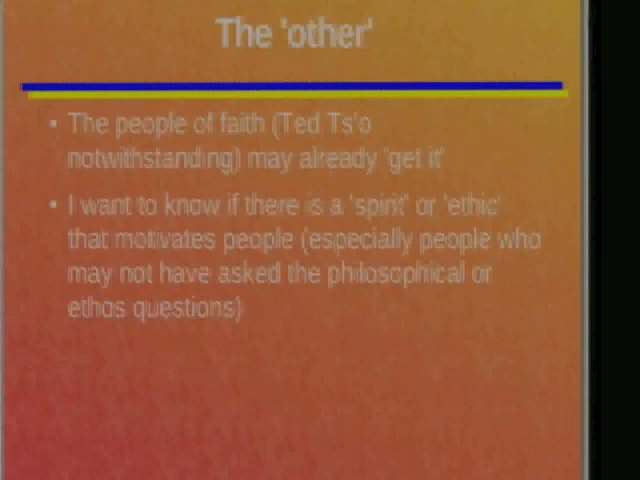 The 'other'
• The people of faith (Ted Ts'o
notwithstanding) may already 'get it'
• I want to know if there is a 'spirit' or 'ethic'
that motivates people (especially people who
may not have asked the philosophical or
ethos questions)